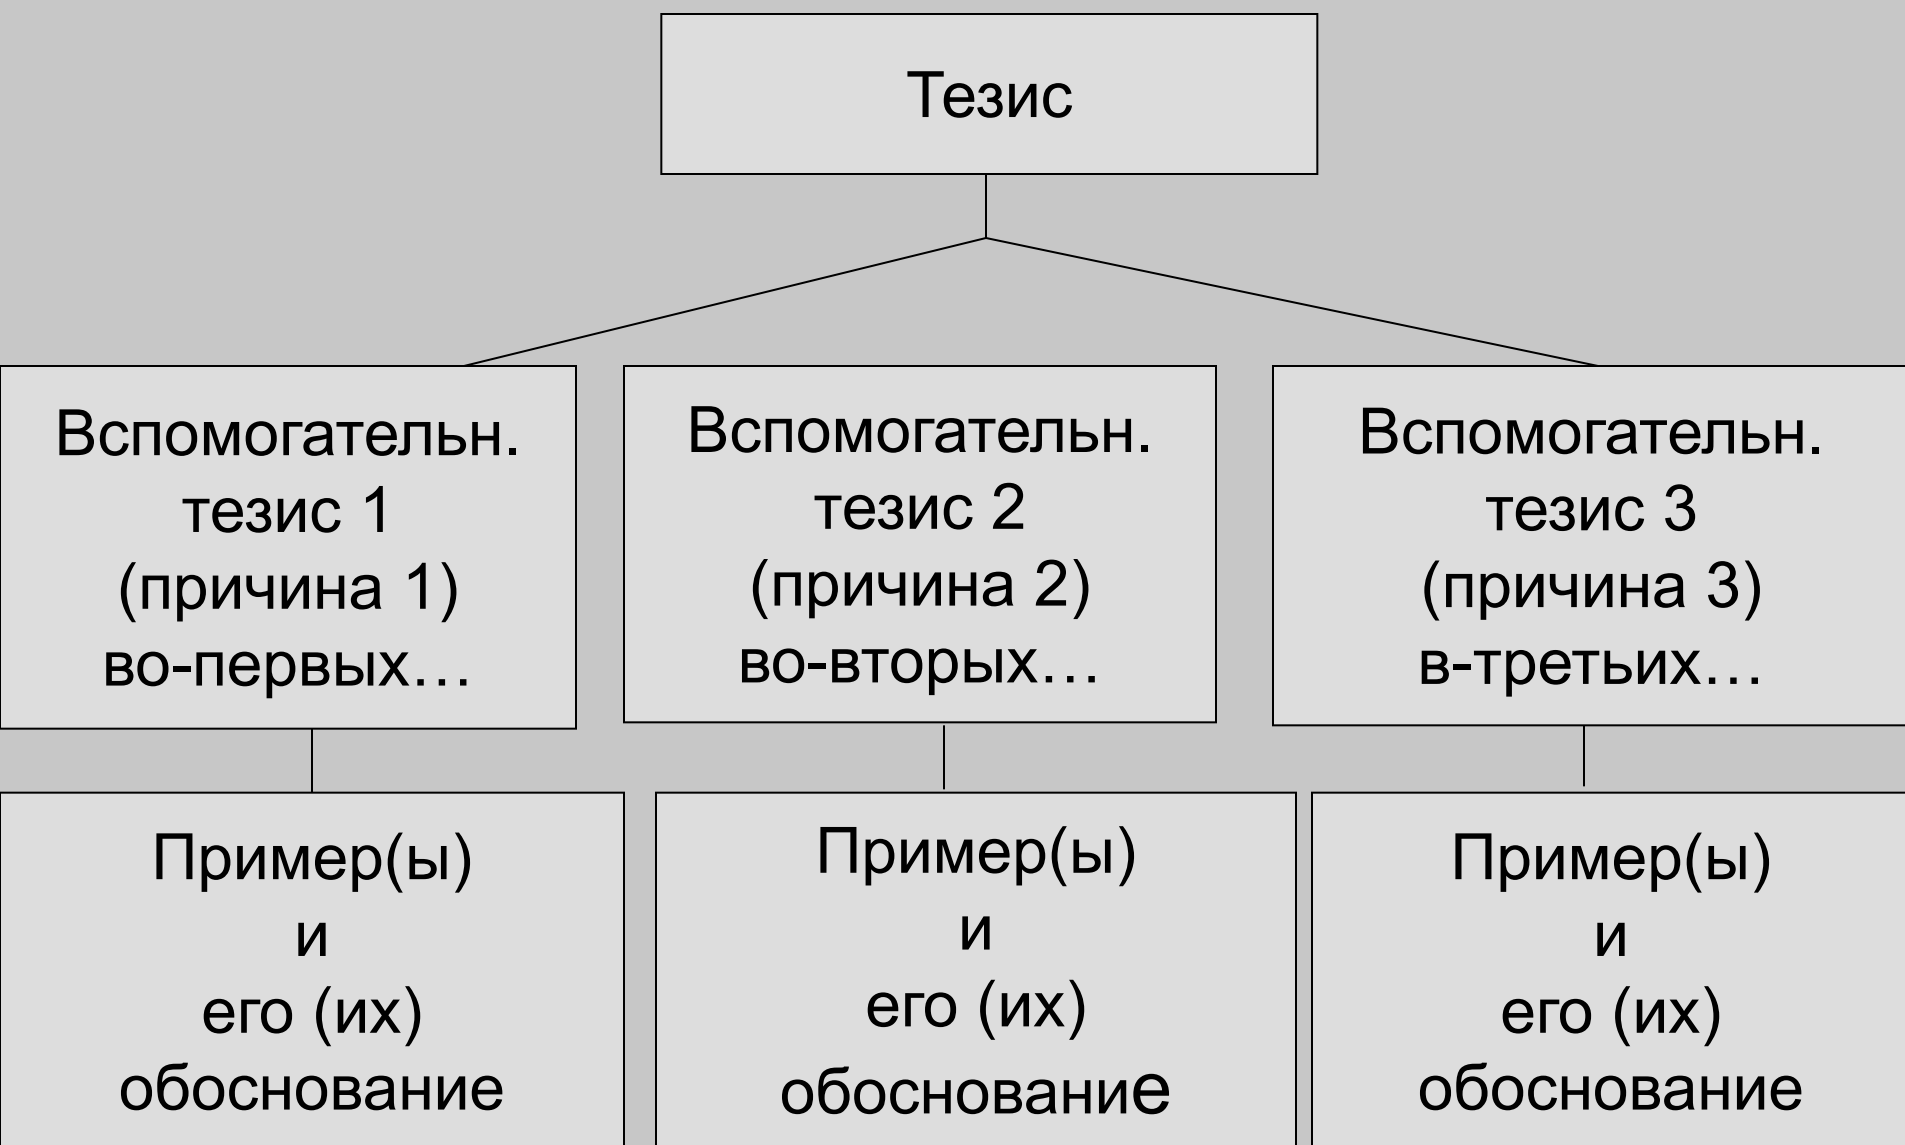 Тезис
Вспомогательн.
тезис 1
(причина 1)
во-первых…
Вспомогательн.
тезис 2
(причина 2)
во-вторых…
Вспомогательн.
тезис 3
(причина 3)
в-третьих…
Пример(ы)
и
его (их)
обоснование
Пример(ы)
и
его (их)
обоснование
Пример(ы)
и
его (их)
обоснование